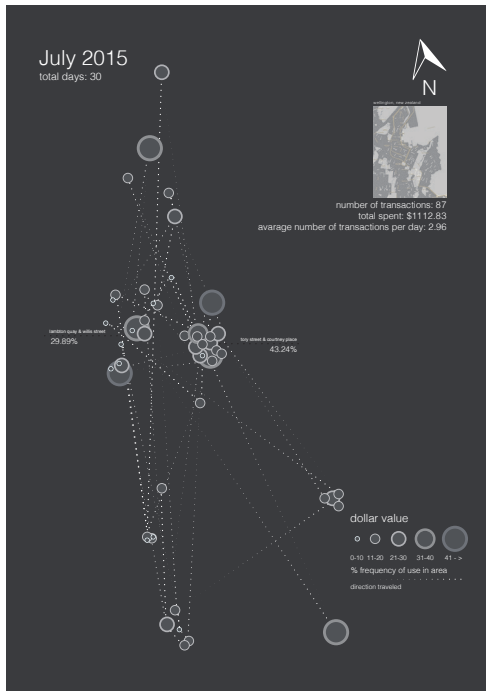 July 2015
total days: 30
N
wellington, new zealand
number of transactions: 87
total spent: $1112.83
avarage number of transactions per day: 2.96
lambton quay & willis street
29.89%
tory street & courtney place
43.24%
dollar value
0-10 11-20 21-30 31-40 41 - >
% frequency of use in area
direction traveled